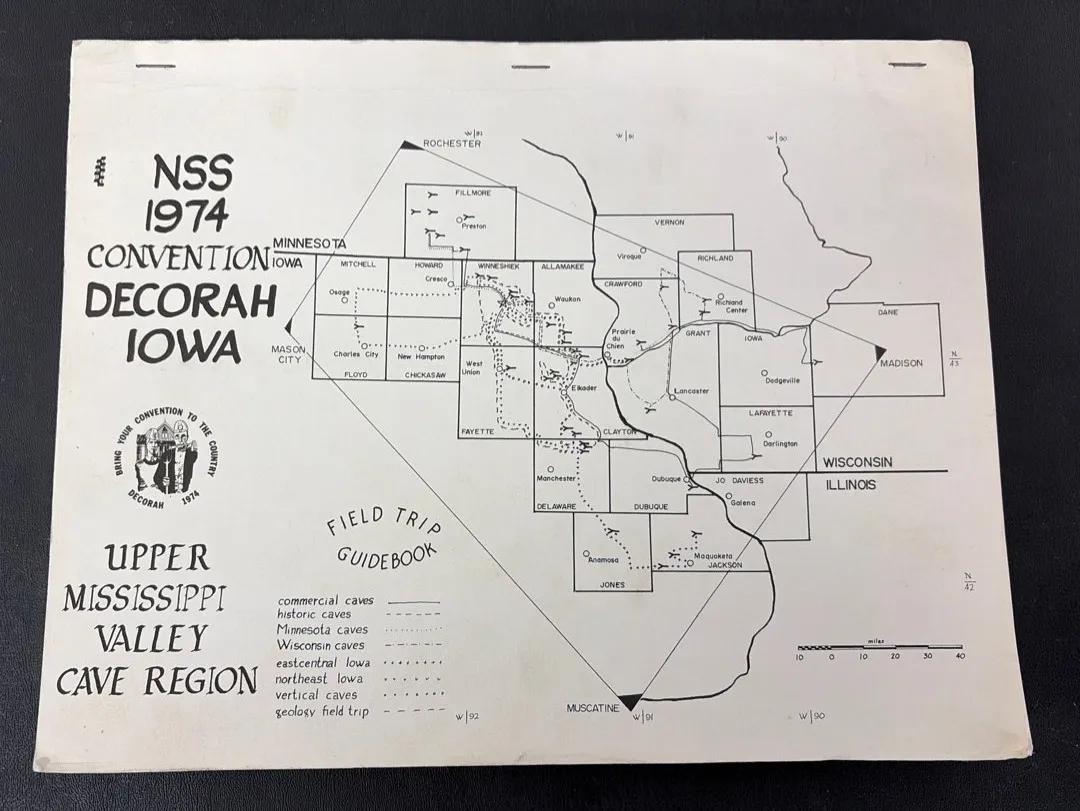 NSS
1974
CONVENTION
DECORAH
IOWA
BRING YOUR CONVENTION TO THE COUNTRY
DECORAH 1974
UPPER
MISSISSIPPI
VALLEY
CAVE REGION
FIELD TRIP
GUIDEBOOK
commercial caves
historic caves
Minnesota caves
Wisconsin caves
eastcentral Iowa
northeast Iowa
vertical caves
geology field trip
W|91
W|90
ROCHESTER
FILLMORE
Preston
MINNESOTA
IOWA
VERNON
Viroqua
RICHLAND
Richland
Center
MITCHELL
HOWARD
WINNESHIEK
ALLAMAKEE
CRAWFORD
Cresco
Osage
Waukon
DANE
MASON
CITY
Charles City
New Hampton
FLOYD
CHICKASAW
Prairie
du
Chien
GRANT
IOWA
MADISON
N
43
West
Union
Elkader
Lancaster
Dodgeville
LAFAYETTE
Darlington
FAYETTE
CLAYTON
WISCONSIN
ILLINOIS
Manchester
Dubuque
JO DAVIESS
Galena
DELAWARE
DUBUQUE
Anamosa
Maquoketa
JACKSON
JONES
N
42
miles
10 0 10 20 30 40
MUSCATINE
W|92
W|91
W|90